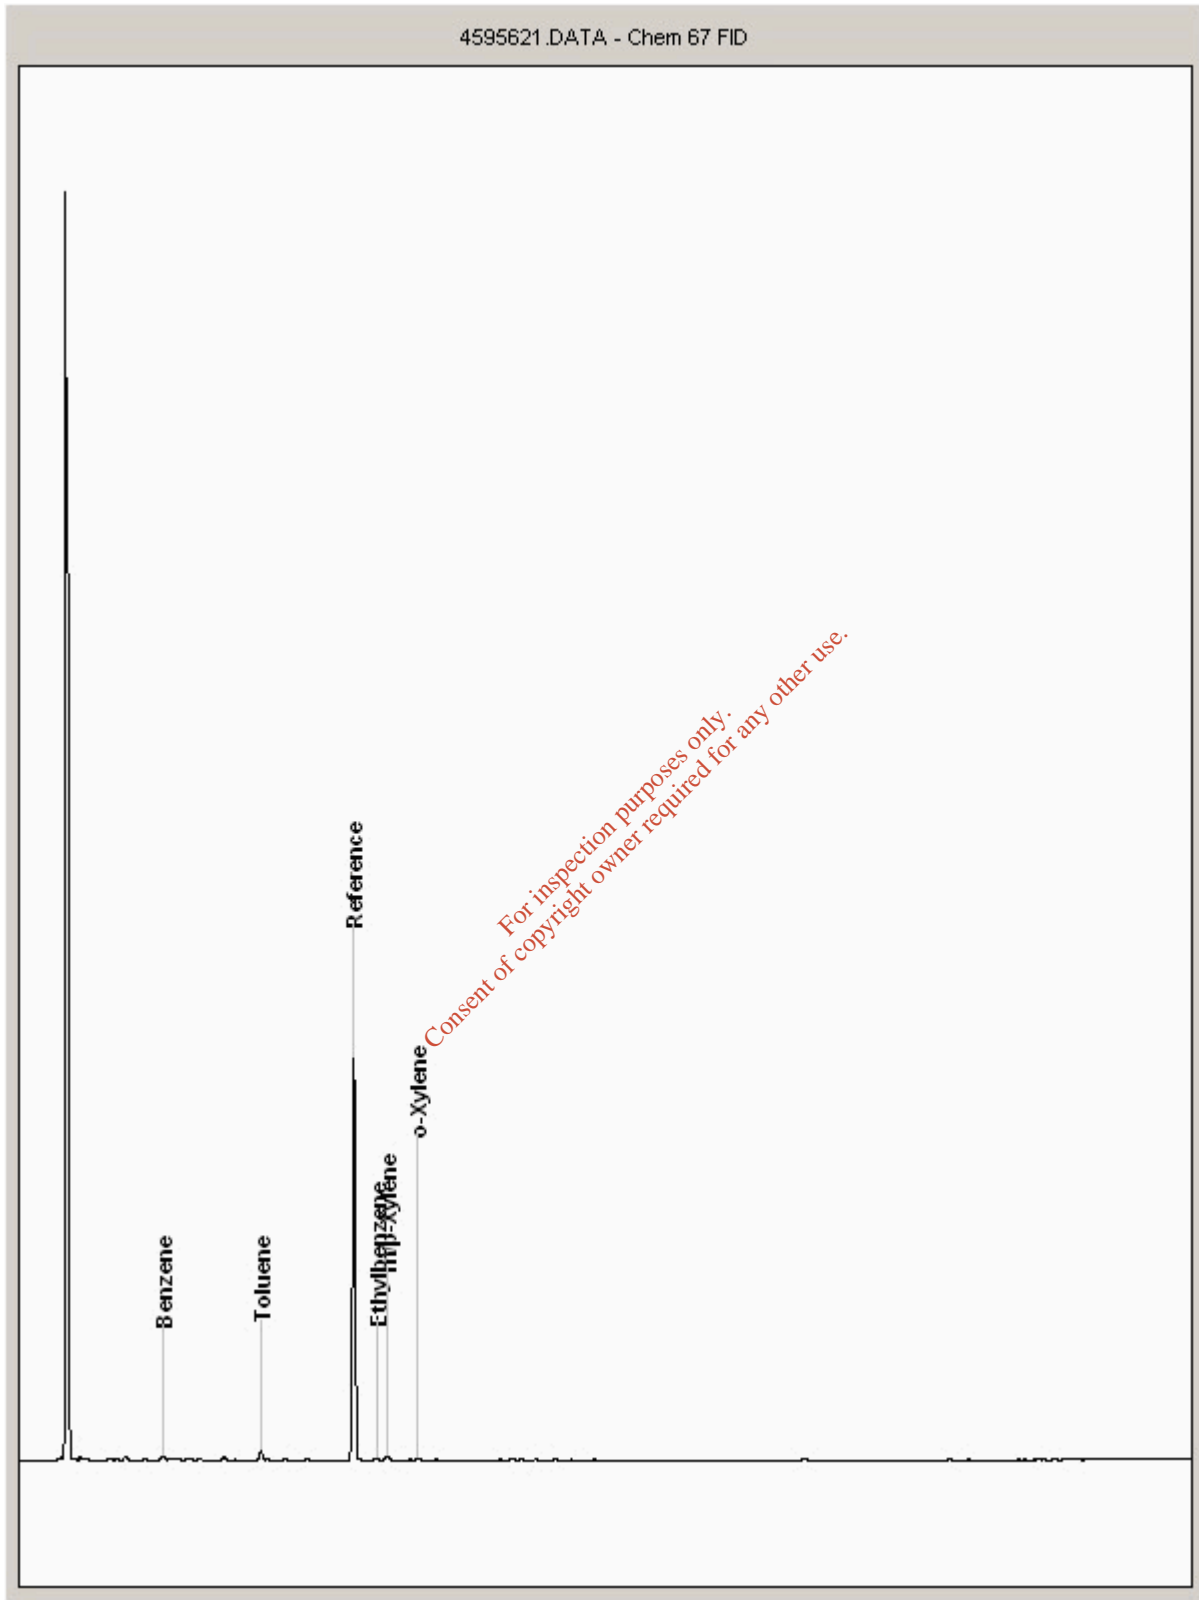 4595621.DATA - Chem 67 FID
For inspection purposes only.
Consent of copyright owner required for any other use.
Reference
o-Xylene
m/p-Xylene
Ethylbenzene
Benzene
Toluene